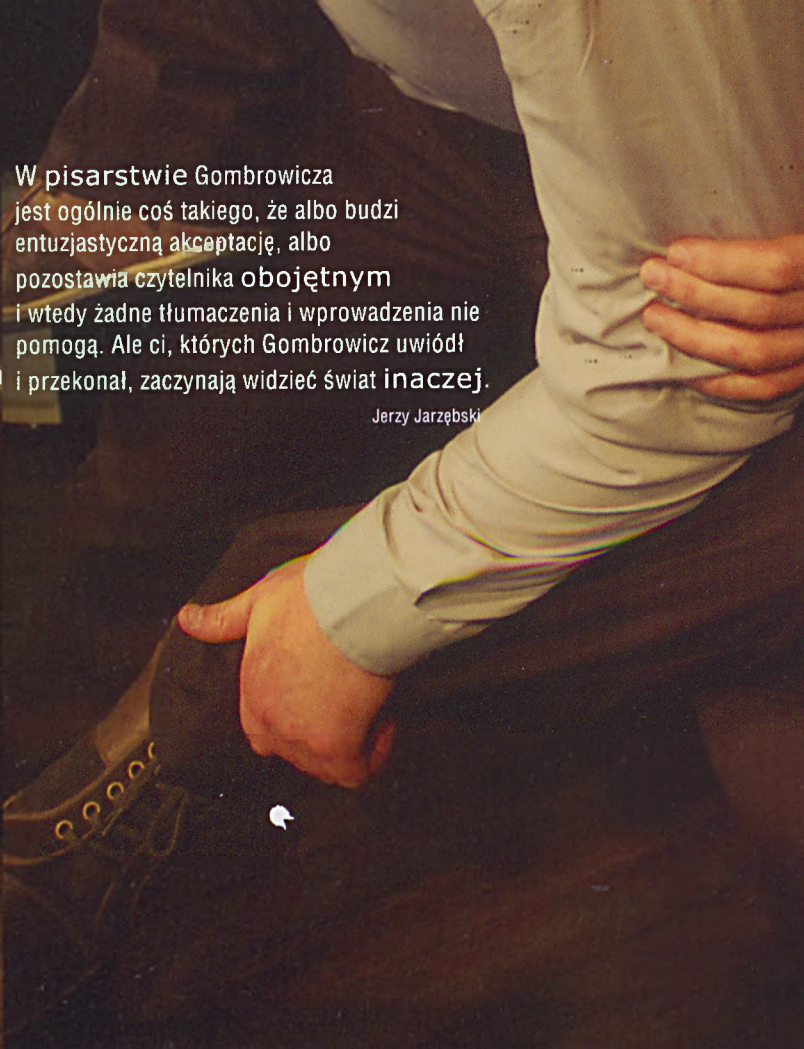 W pisarstwie Gombrowicza
jest ogólnie coś takiego, że albo budzi
entuzjastyczną akceptację, albo
pozostawia czytelnika obojętnym
i wtedy żadne tłumaczenia i wprowadzenia nie
pomogą. Ale ci, których Gombrowicz uwiódł
i przekonał, zaczynają widzieć świat inaczej.
Jerzy Jarzębski